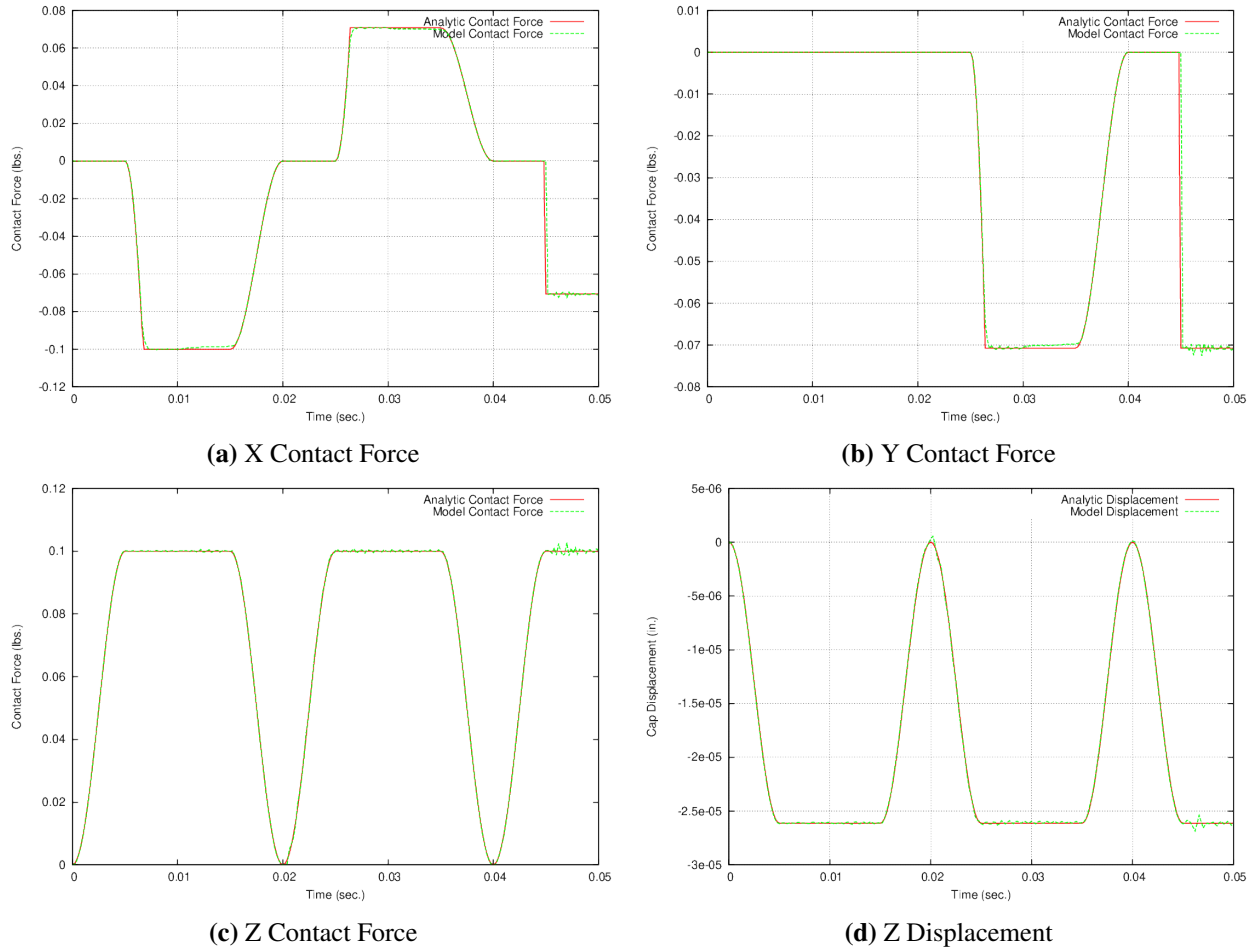 0.08
0.06
0.04
0.02
0
-0.02
-0.04
-0.06
-0.08
-0.1
-0.12
0
0.01
0.02
0.03
0.04
0.05
Contact Force (lbs.)
Time (sec.)
Analytic Contact Force
Model Contact Force
(a) X Contact Force
0.01
0
-0.01
-0.02
-0.03
-0.04
-0.05
-0.06
-0.07
-0.08
0
0.01
0.02
0.03
0.04
0.05
Contact Force (lbs.)
Time (sec.)
Analytic Contact Force
Model Contact Force
(b) Y Contact Force
0.12
0.1
0.08
0.06
0.04
0.02
0
0
0.01
0.02
0.03
0.04
0.05
Contact Force (lbs.)
Time (sec.)
Analytic Contact Force
Model Contact Force
(c) Z Contact Force
5e-06
0
-5e-06
-1e-05
-1.5e-05
-2e-05
-2.5e-05
-3e-05
0
0.01
0.02
0.03
0.04
0.05
Cap Displacement (in.)
Time (sec.)
Analytic Displacement
Model Displacement
(d) Z Displacement